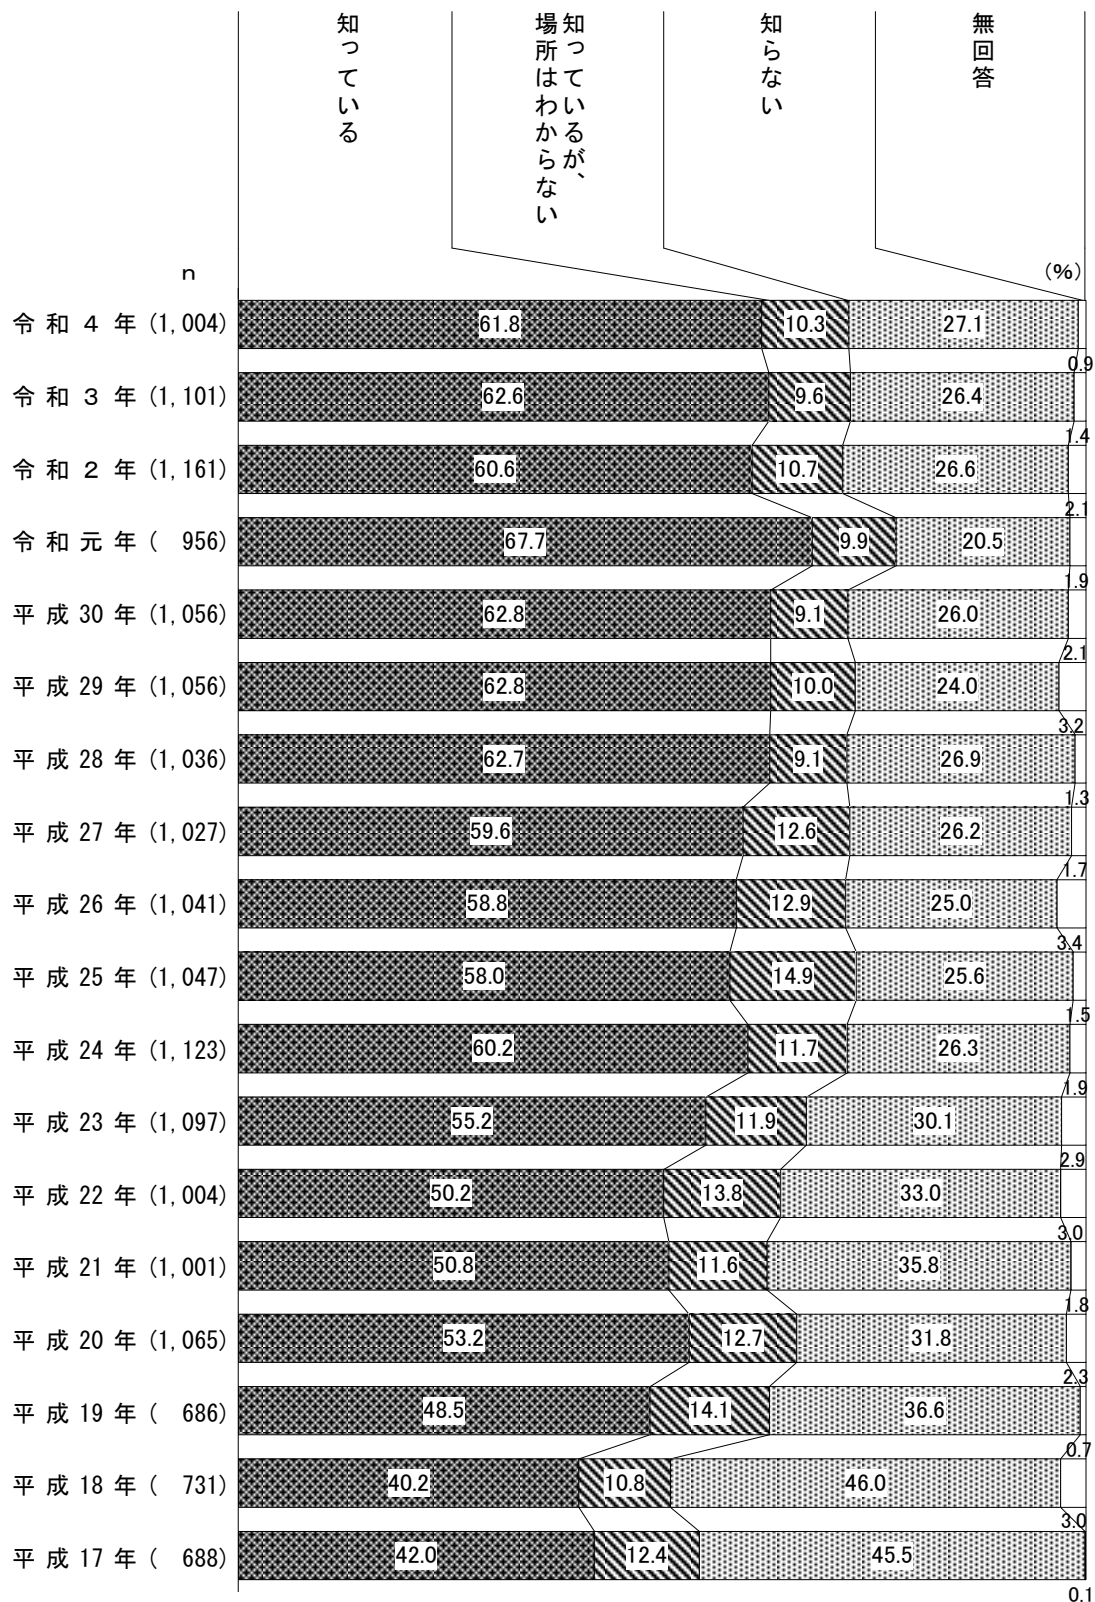 知っている
知っているが、
場所はわからない
知らない
無回答
n
(%)
令和４年(1,004) 61.8 10.3 27.1 0.9
令和３年(1,101) 62.6 9.6 26.4 1.4
令和２年(1,161) 60.6 10.7 26.6 2.1
令和元年( 956) 67.7 9.9 20.5 1.9
平成30年(1,056) 62.8 9.1 26.0 2.1
平成29年(1,056) 62.8 10.0 24.0 3.2
平成28年(1,036) 62.7 9.1 26.9 1.3
平成27年(1,027) 59.6 12.6 26.2 1.7
平成26年(1,041) 58.8 12.9 25.0 3.4
平成25年(1,047) 58.0 14.9 25.6 1.5
平成24年(1,123) 60.2 11.7 26.3 1.9
平成23年(1,097) 55.2 11.9 30.1 2.9
平成22年(1,004) 50.2 13.8 33.0 3.0
平成21年(1,001) 50.8 11.6 35.8 1.8
平成20年(1,065) 53.2 12.7 31.8 2.3
平成19年( 686) 48.5 14.1 36.6 0.7
平成18年( 731) 40.2 10.8 46.0 3.0
平成17年( 688) 42.0 12.4 45.5 0.1